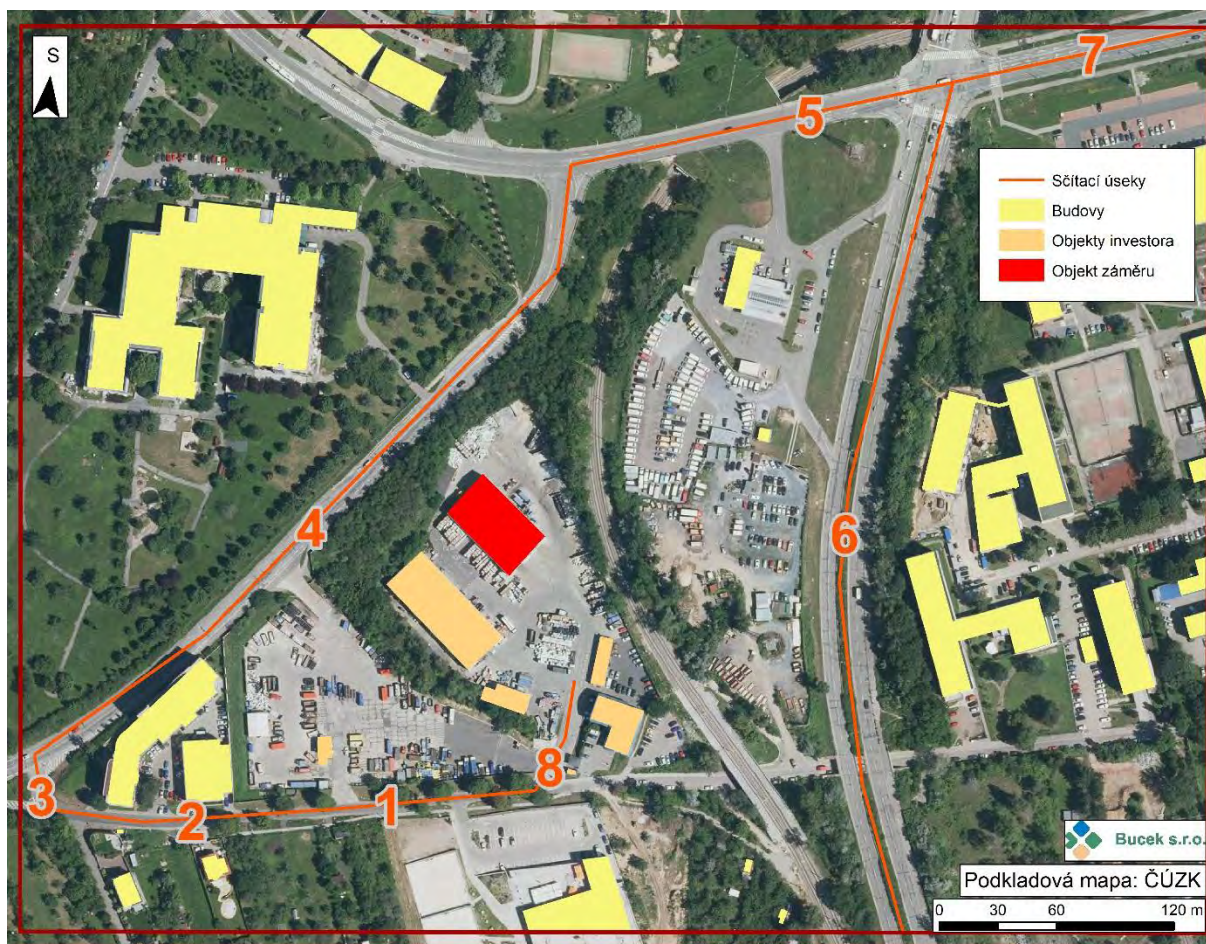 S
7
5
Sčítací úseky
Budovy
Objekty investora
Objekt záměru
4
6
8
3
1
2
Bucek s.r.o.
Podkladová mapa: ČÚZK
0 30 60 120 m